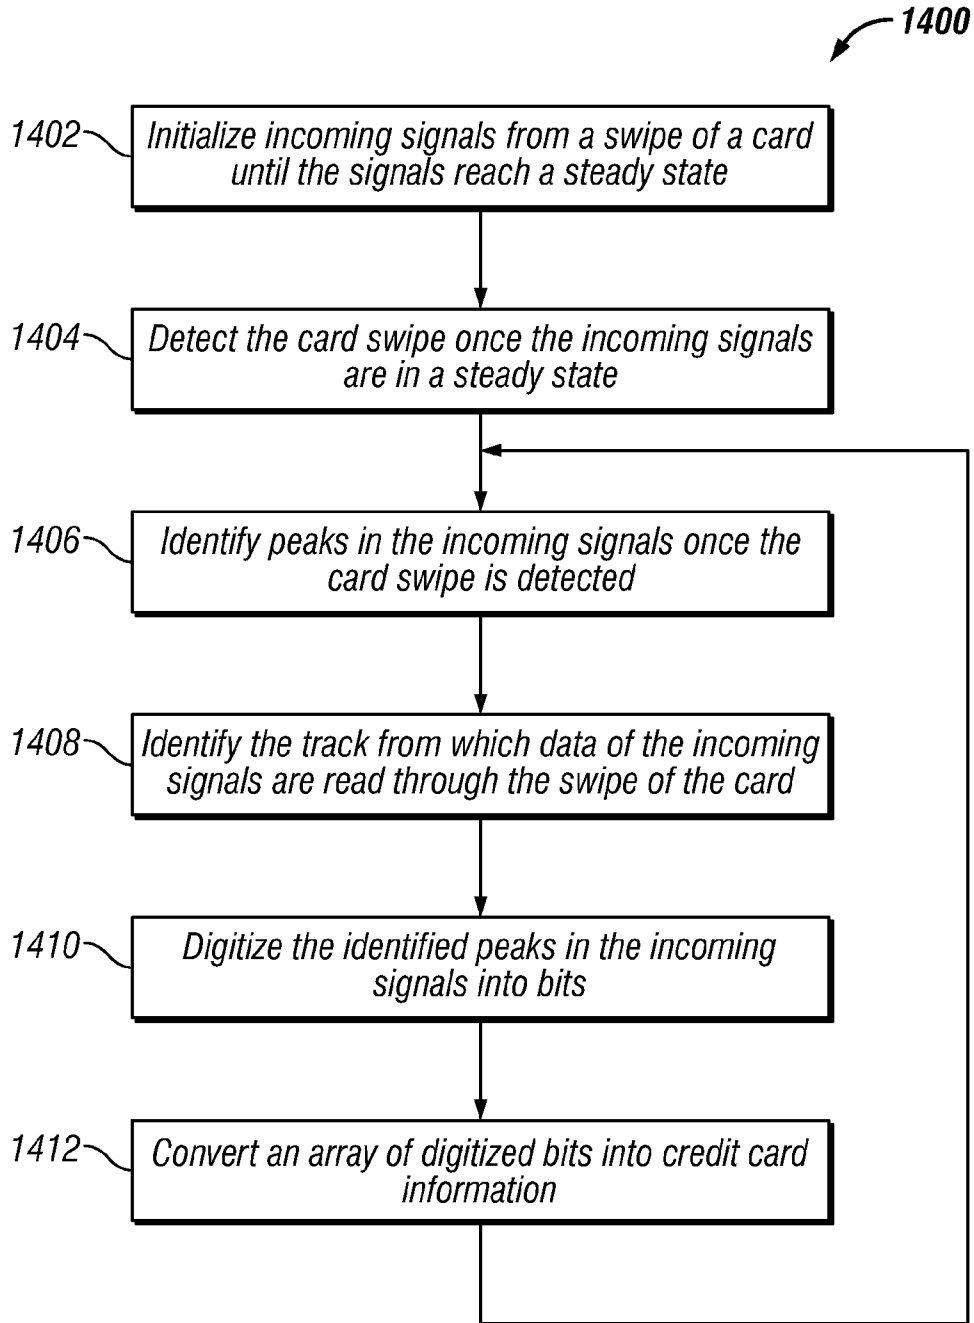 1400
1402
Initialize incoming signals from a swipe of a card
until the signals reach a steady state
1404
Detect the card swipe once the incoming signals
are in a steady state
1406
Identify peaks in the incoming signals once the
card swipe is detected
1408
Identify the track from which data of the incoming
signals are read through the swipe of the card
1410
Digitize the identified peaks in the incoming
signals into bits
1412
Convert an array of digitized bits into credit card
information